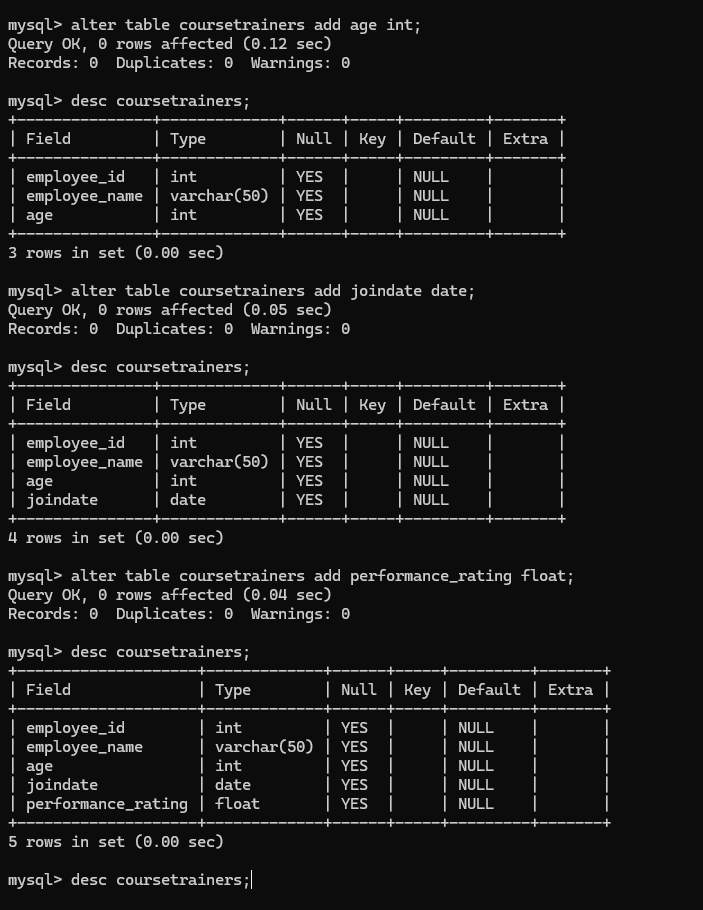 mysql> alter table coursetrainers add age int;
Query OK, 0 rows affected (0.12 sec)
Records: 0  Duplicates: 0  Warnings: 0

mysql> desc coursetrainers;
+---------------+-------------+------+-----+---------+-------+
| Field         | Type        | Null | Key | Default | Extra |
+---------------+-------------+------+-----+---------+-------+
| employee_id   | int         | YES  |     | NULL    |       |
| employee_name | varchar(50) | YES  |     | NULL    |       |
| age           | int         | YES  |     | NULL    |       |
+---------------+-------------+------+-----+---------+-------+
3 rows in set (0.00 sec)

mysql> alter table coursetrainers add joindate date;
Query OK, 0 rows affected (0.05 sec)
Records: 0  Duplicates: 0  Warnings: 0

mysql> desc coursetrainers;
+---------------+-------------+------+-----+---------+-------+
| Field         | Type        | Null | Key | Default | Extra |
+---------------+-------------+------+-----+---------+-------+
| employee_id   | int         | YES  |     | NULL    |       |
| employee_name | varchar(50) | YES  |     | NULL    |       |
| age           | int         | YES  |     | NULL    |       |
| joindate      | date        | YES  |     | NULL    |       |
+---------------+-------------+------+-----+---------+-------+
4 rows in set (0.00 sec)

mysql> alter table coursetrainers add performance_rating float;
Query OK, 0 rows affected (0.04 sec)
Records: 0  Duplicates: 0  Warnings: 0

mysql> desc coursetrainers;
+--------------------+-------------+------+-----+---------+-------+
| Field              | Type        | Null | Key | Default | Extra |
+--------------------+-------------+------+-----+---------+-------+
| employee_id        | int         | YES  |     | NULL    |       |
| employee_name      | varchar(50) | YES  |     | NULL    |       |
| age                | int         | YES  |     | NULL    |       |
| joindate           | date        | YES  |     | NULL    |       |
| performance_rating | float       | YES  |     | NULL    |       |
+--------------------+-------------+------+-----+---------+-------+
5 rows in set (0.00 sec)

mysql> desc coursetrainers;